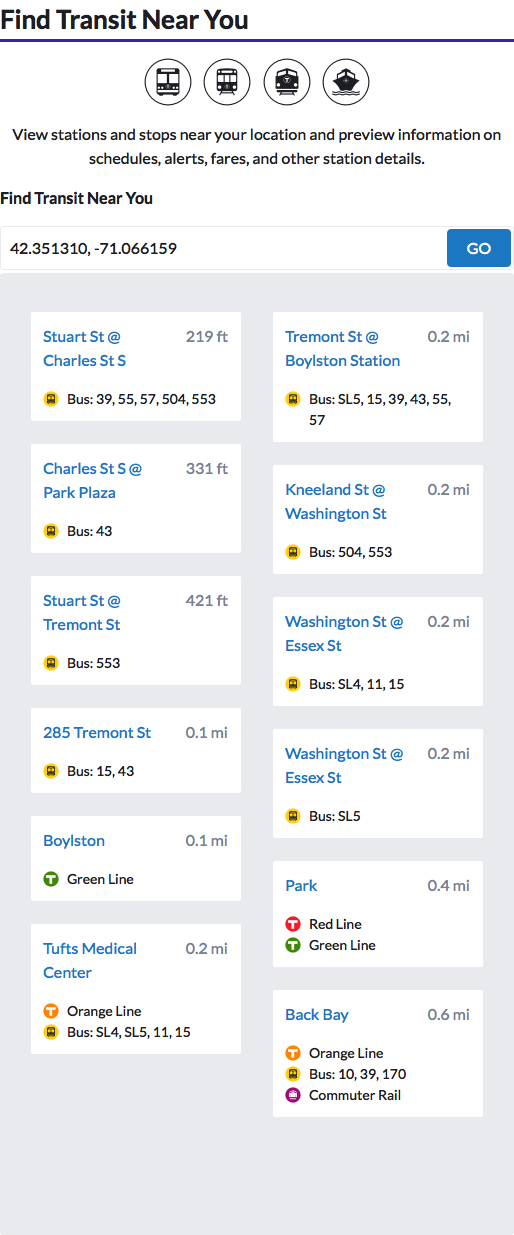 Find Transit Near You
View stations and stops near your location and preview information on
schedules, alerts, fares, and other station details.
Find Transit Near You
42.351310, -71.066159
GO
Stuart St @ 219 ft
Charles St S
Bus: 39, 55, 57, 504, 553
Charles St S @ 331 ft
Park Plaza
Bus: 43
Stuart St @ 421 ft
Tremont St
Bus: 553
285 Tremont St 0.1 mi
Bus: 15, 43
Boylston 0.1 mi
T Green Line
Tufts Medical 0.2 mi
Center
T Orange Line
Bus: SL4, SL5, 11, 15
Tremont St @ 0.2 mi
Boylston Station
Bus: SL5, 15, 39, 43, 55,
57
Kneeland St @ 0.2 mi
Washington St
Bus: 504, 553
Washington St @ 0.2 mi
Essex St
Bus: SL4, 11, 15
Washington St @ 0.2 mi
Essex St
Bus: SL5
Park 0.4 mi
T Red Line
T Green Line
Back Bay 0.6 mi
T Orange Line
Bus: 10, 39, 170
Commuter Rail